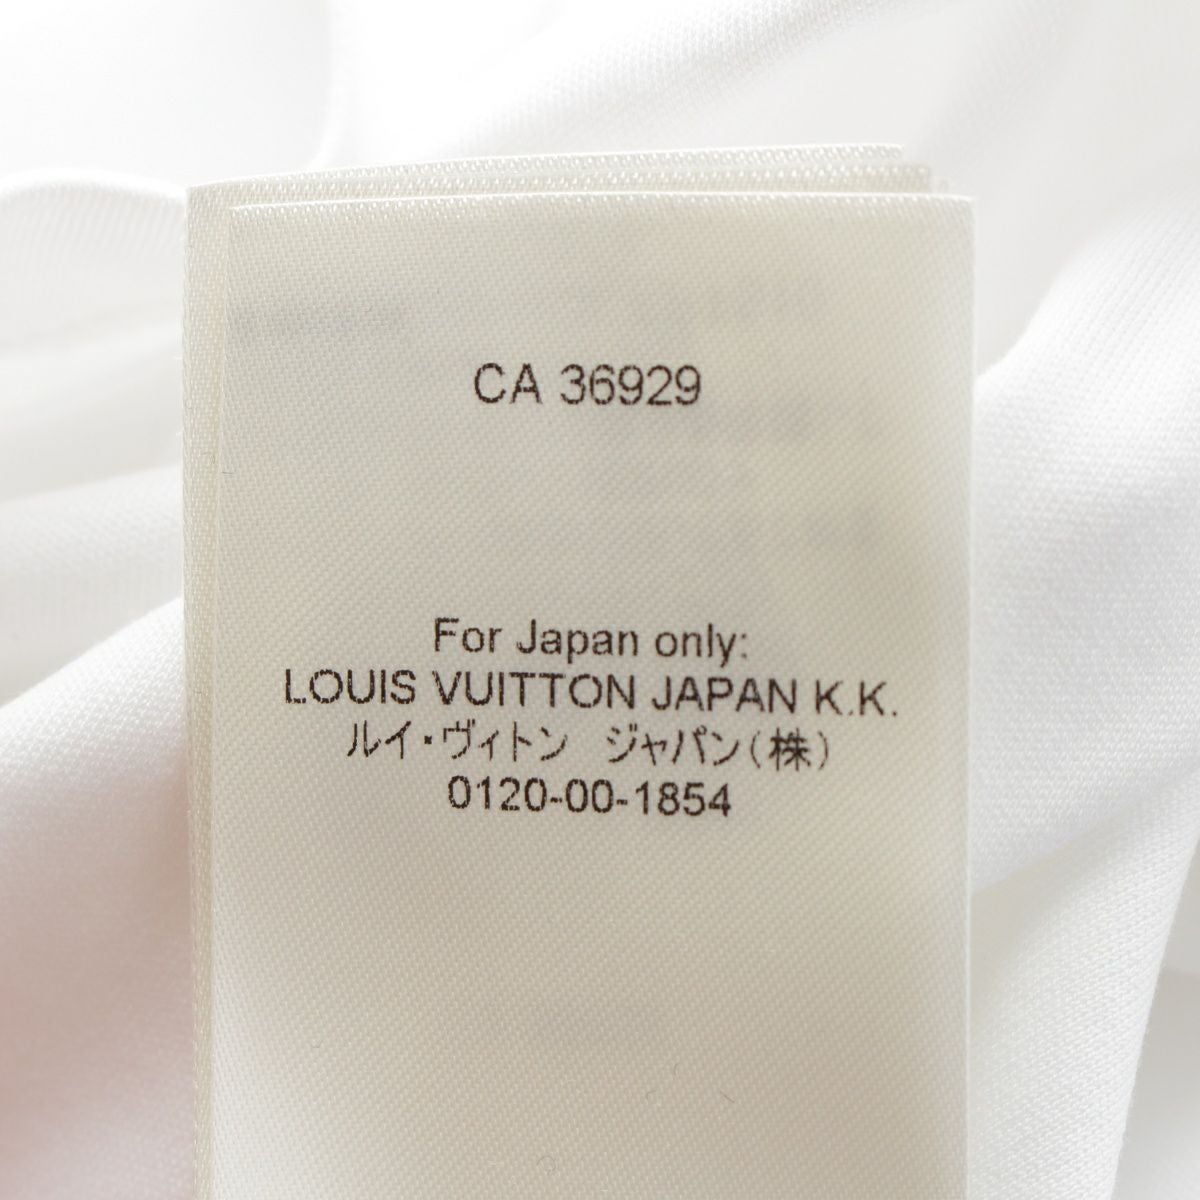 CA 36929
For Japan only:
LOUIS VUITTON JAPAN K.K.
ルイ・ヴィトン　ジャパン(株)
0120-00-1854